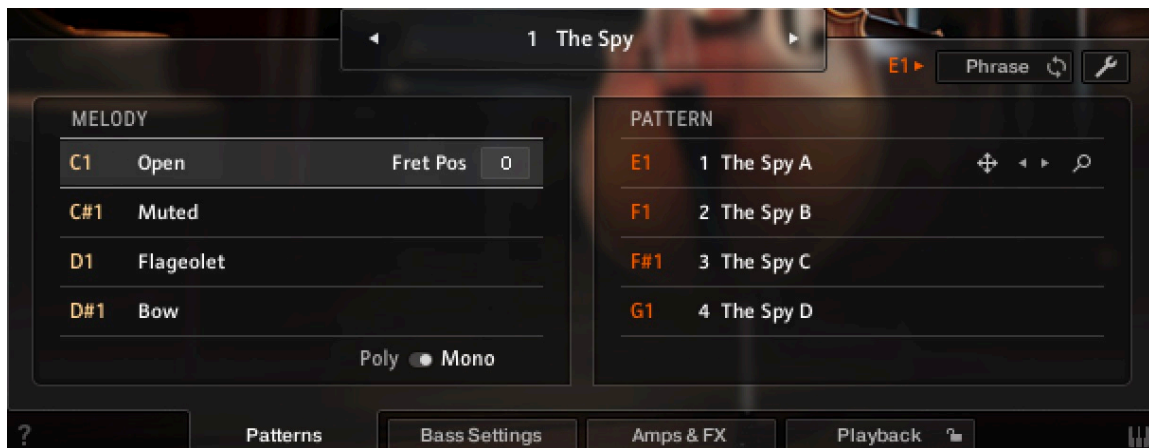 1 The Spy
E1 Phrase
MELODY
C1 Open Fret Pos 0
C#1 Muted
D1 Flageolet
D#1 Bow
Poly Mono
PATTERN
E1 1 The Spy A
F1 2 The Spy B
F#1 3 The Spy C
G1 4 The Spy D
? Patterns Bass Settings Amps & FX Playback